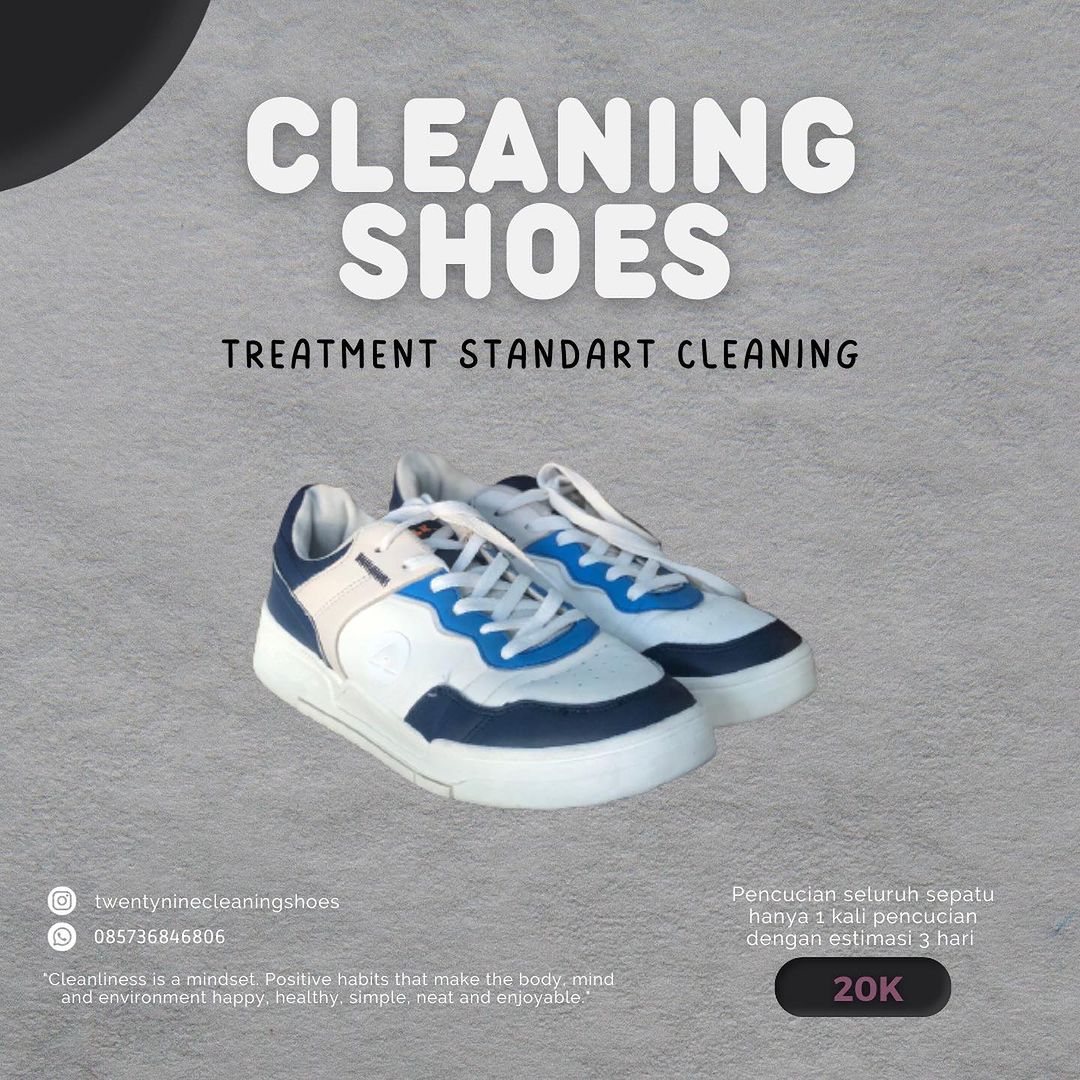 CLEANING
SHOES
TREATMENT STANDART CLEANING
twentyninecleaningshoes
085736846806
"Cleanliness is a mindset. Positive habits that make the body, mind
and environment happy, healthy, simple, neat and enjoyable."
Pencucian seluruh sepatu
hanya 1 kali pencucian
dengan estimasi 3 hari
20K